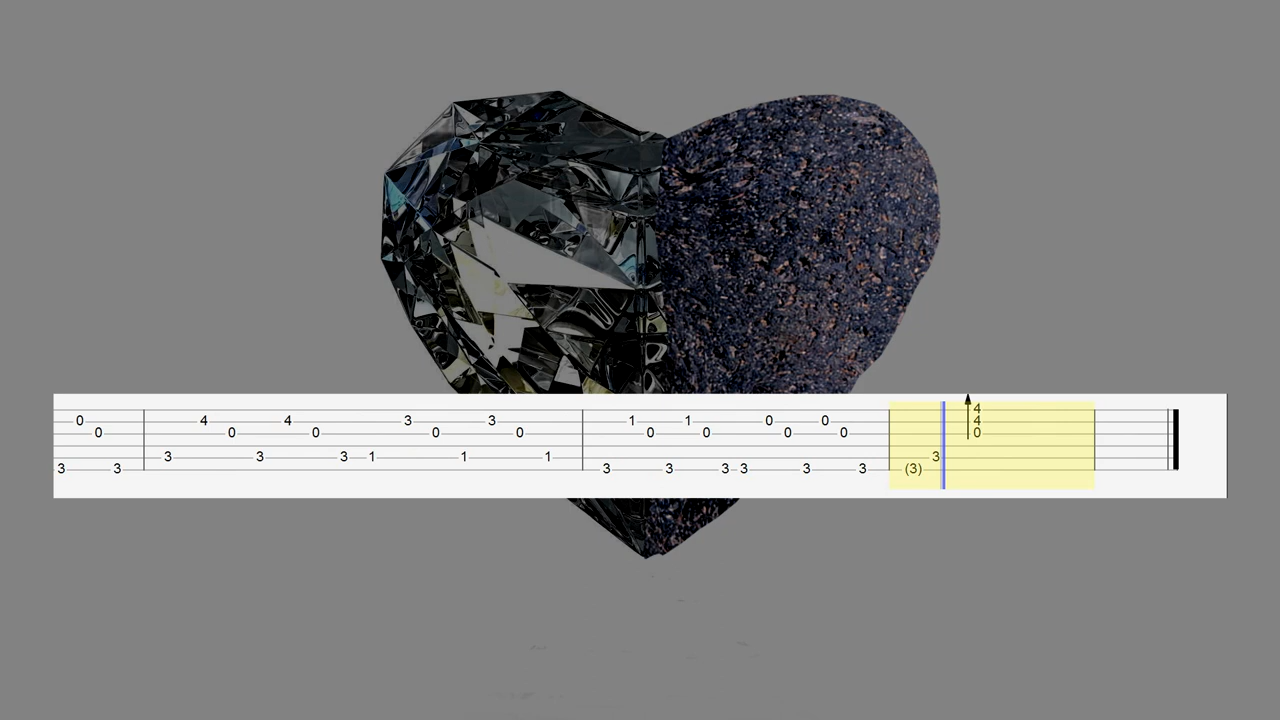 4
0 4 4 3 3 1 1 0 0 4
0 0 0 0 0 0 0 0 0 0
3 3 3 1 1 1 3
3 3 3 3 3 3 3 3 (3)